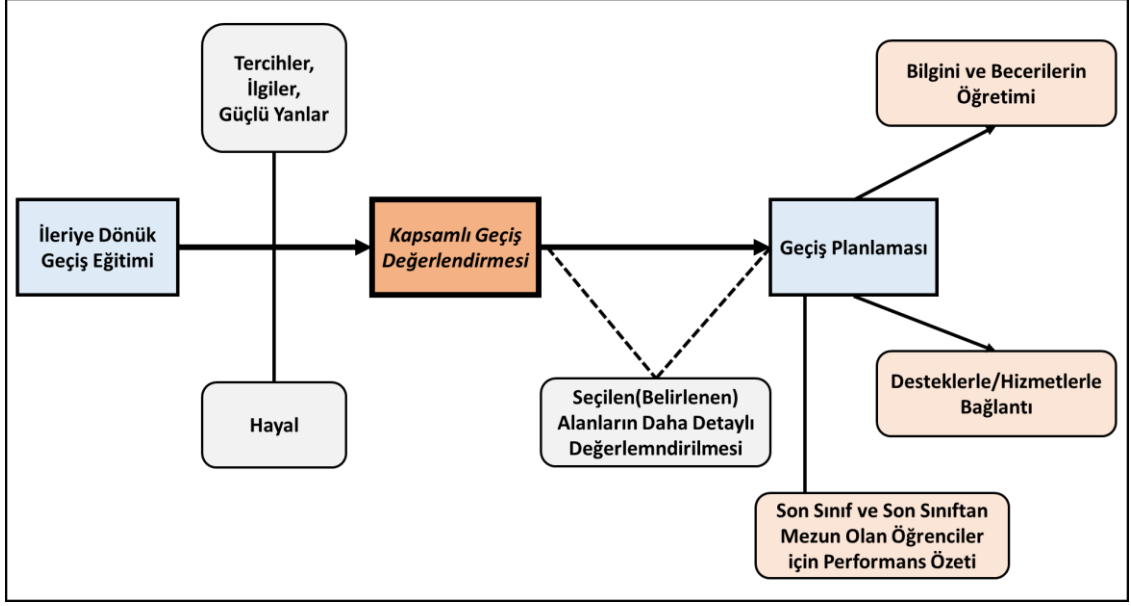 Tercihler,
İlgiler,
Güçlü Yanlar
Bilgini ve Becerilerin
Öğretimi
İleriye Dönük
Geçiş Eğitimi
Kapsamlı Geçiş
Değerlendirmesi
Geçiş Planlaması
Hayal
Seçilen(Belirlenen)
Alanların Daha Detaylı
Değerlemndirilmesi
Desteklerle/Hizmetlerle
Bağlantı
Son Sınıf ve Son Sınıftan
Mezun Olan Öğrenciler
için Performans Özeti